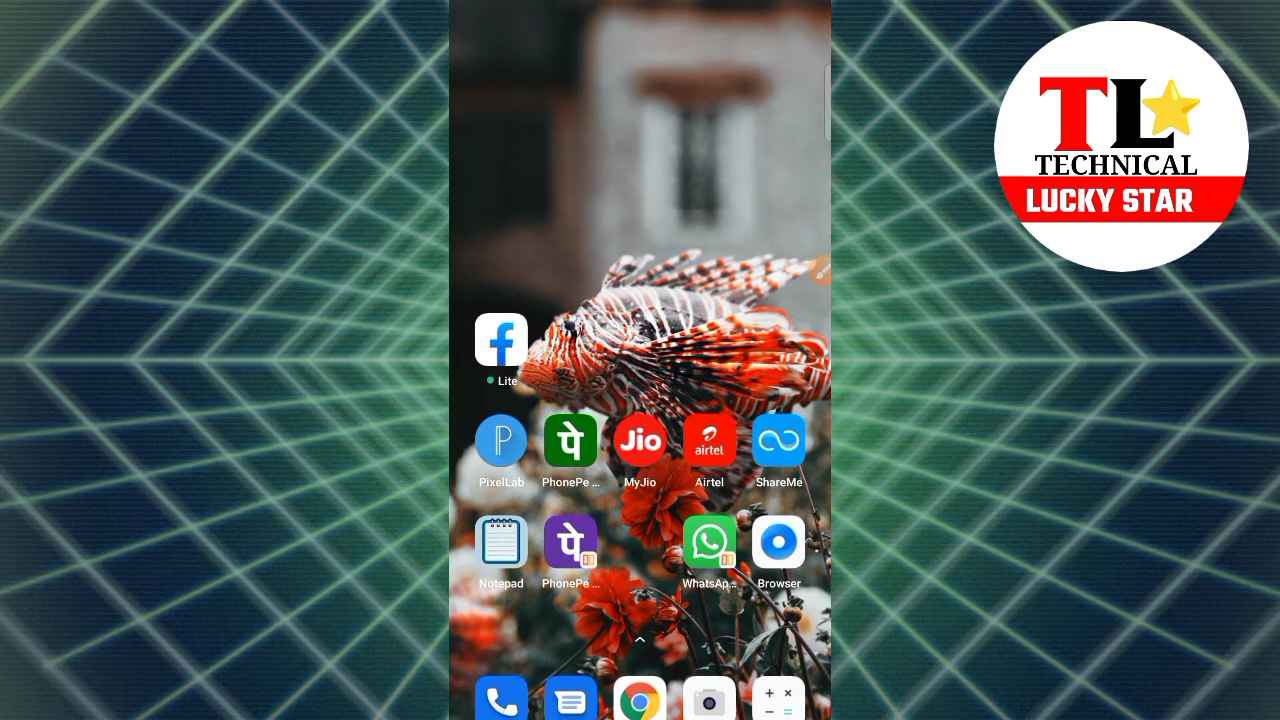 TL
TECHNICAL
LUCKY STAR
Lite
P
पे
Jio
airtel
PixelLab
PhonePe ...
MyJio
Airtel
ShareMe
पे
Notepad
PhonePe ...
WhatsAp...
Browser
+ ×
− =